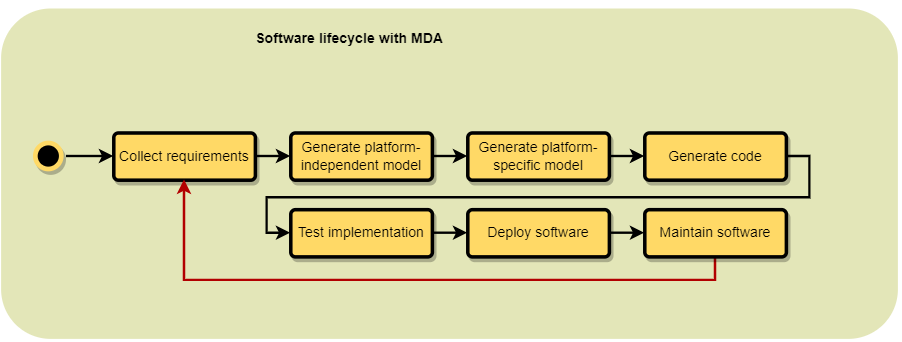 Software lifecycle with MDA
Collect requirements
Generate platform-
independent model
Generate platform-
specific model
Generate code
Test implementation
Deploy software
Maintain software